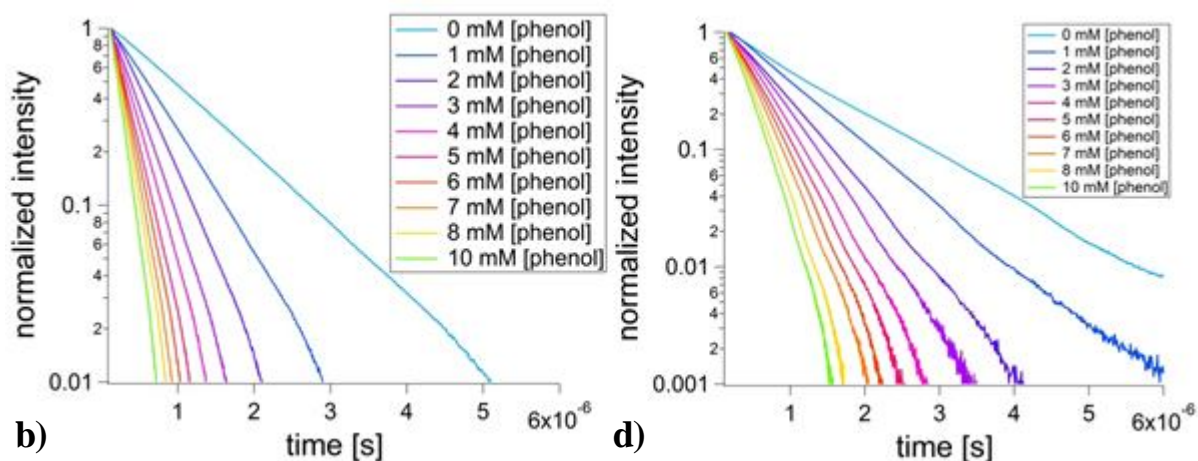 1
8
6
4
2
0.1
8
6
4
2
0.01
normalized intensity
0 mM [phenol]
1 mM [phenol]
2 mM [phenol]
3 mM [phenol]
4 mM [phenol]
5 mM [phenol]
6 mM [phenol]
7 mM [phenol]
8 mM [phenol]
10 mM [phenol]
1
2
3
4
5
6x10-6
time [s]
b)
1
8
6
4
2
0.1
8
6
4
2
0.01
8
6
4
2
0.001
normalized intensity
0 mM [phenol]
1 mM [phenol]
2 mM [phenol]
3 mM [phenol]
4 mM [phenol]
5 mM [phenol]
6 mM [phenol]
7 mM [phenol]
8 mM [phenol]
10 mM [phenol]
1
2
3
4
5
6x10-6
time [s]
d)